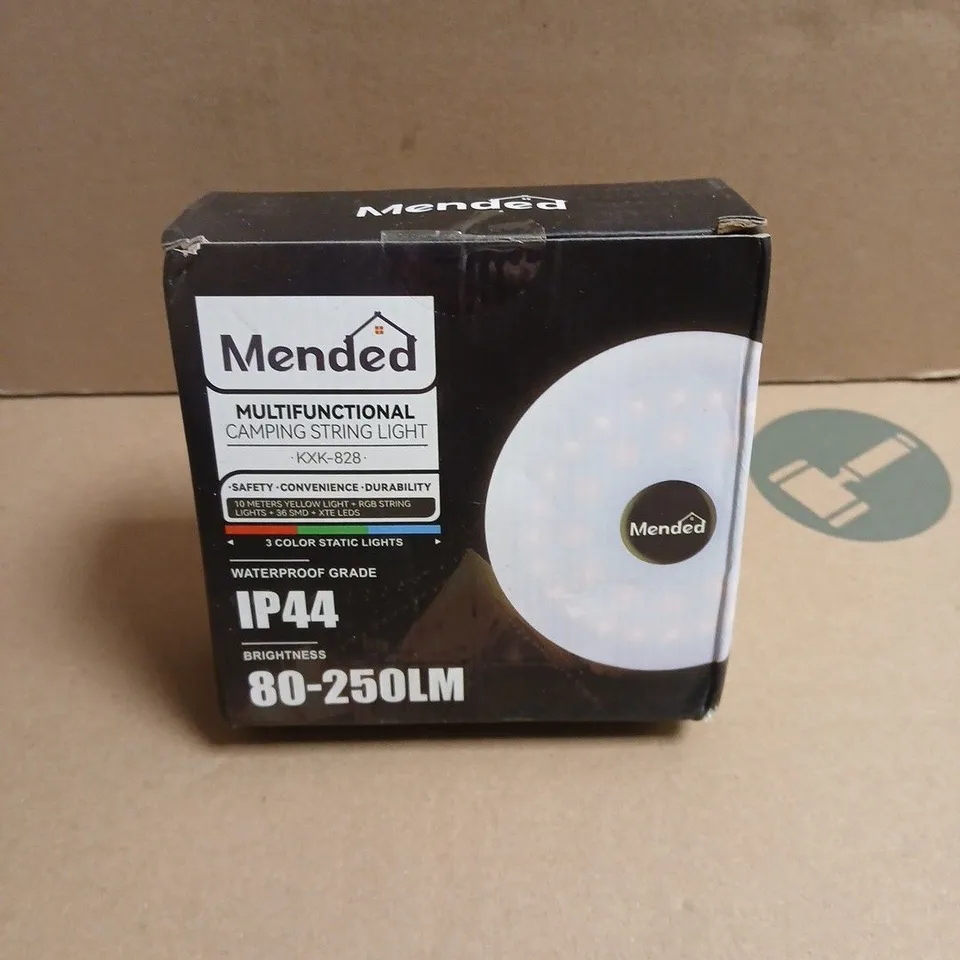 Mended
Mended
MULTIFUNCTIONAL
CAMPING STRING LIGHT
·KXK-828·
·SAFETY·CONVENIENCE·DURABILITY
10 METERS YELLOW LIGHT + RGB STRING
LIGHTS + 36 SMD + XTE LEDS
3 COLOR STATIC LIGHTS
WATERPROOF GRADE
IP44
BRIGHTNESS
80-250LM
Mended